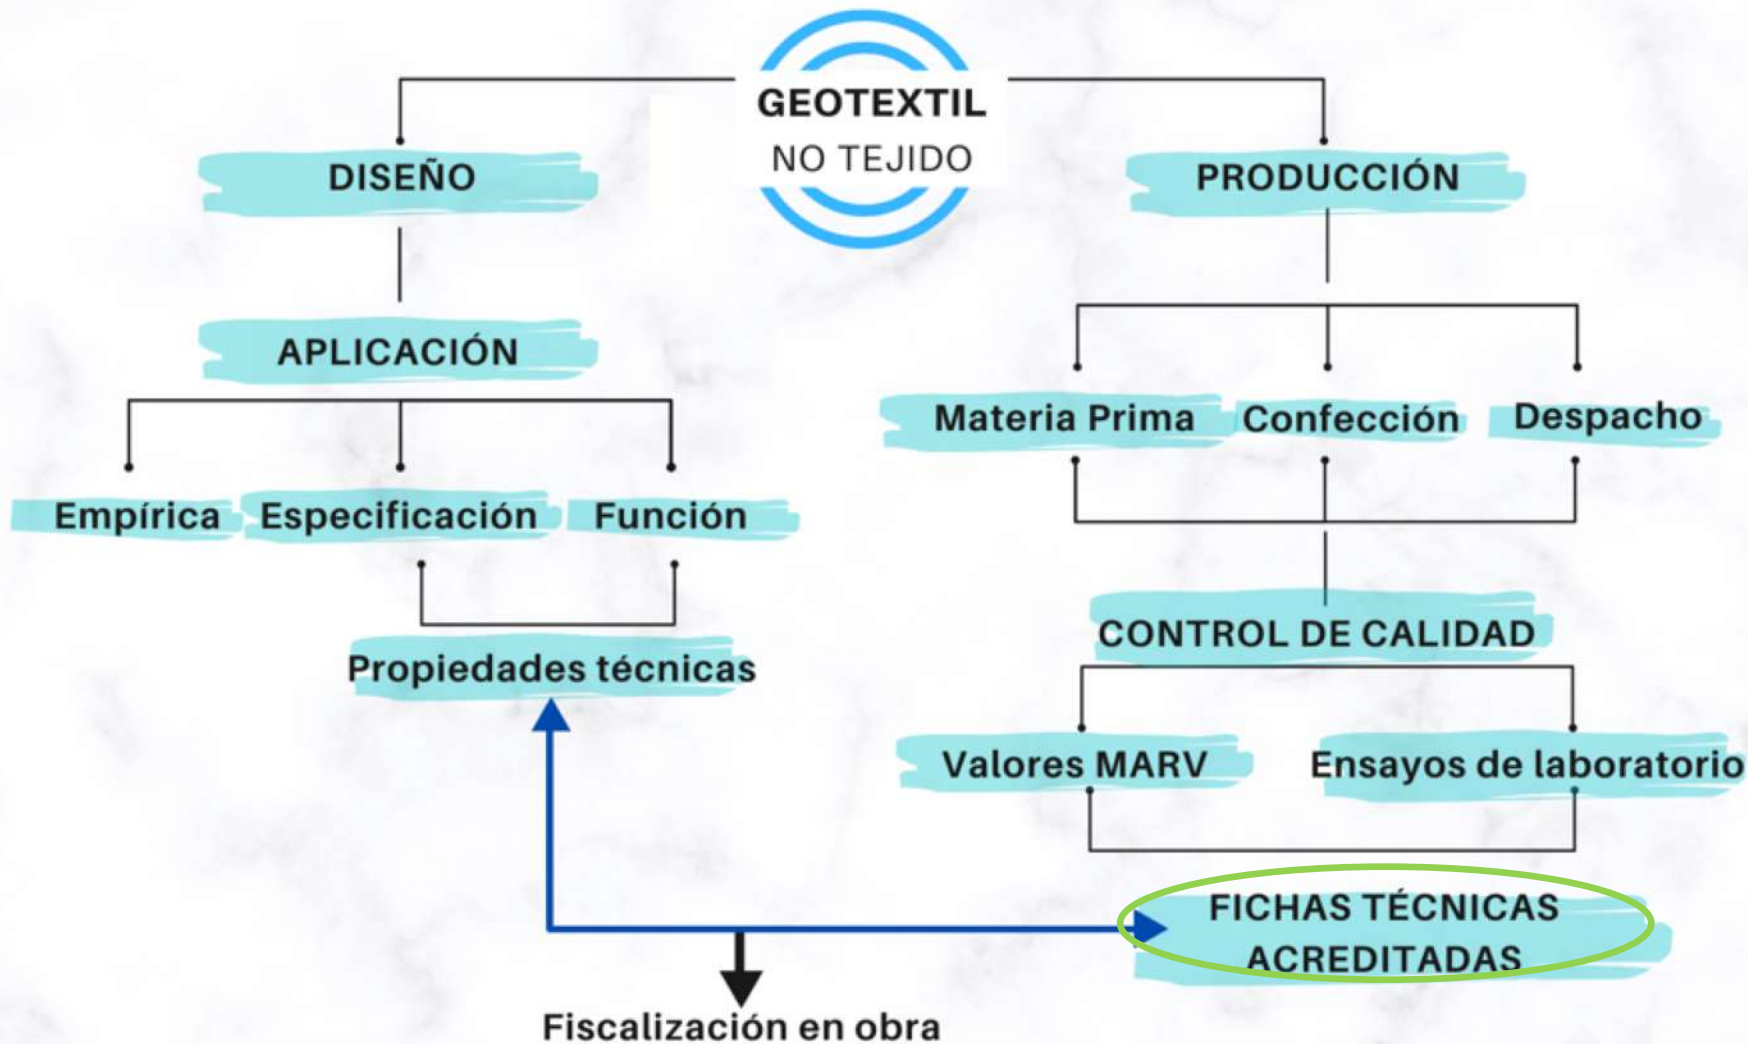 GEOTEXTIL
NO TEJIDO
DISEÑO
PRODUCCIÓN
APLICACIÓN
Materia Prima
Confección
Despacho
Empírica
Especificación
Función
CONTROL DE CALIDAD
Propiedades técnicas
Valores MARV
Ensayos de laboratorio
FICHAS TÉCNICAS
ACREDITADAS
Fiscalización en obra